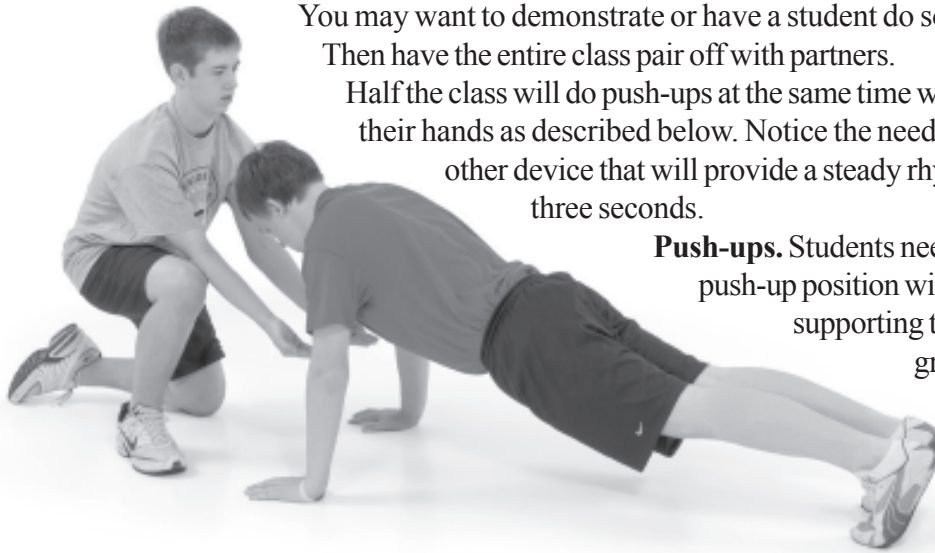 You may want to demonstrate or have a student do
Then have the entire class pair off with partners.
Half the class will do push-ups at the same time
their hands as described below. Notice the need
other device that will provide a steady
three seconds.
Push-ups. Students
push-up position
supporting